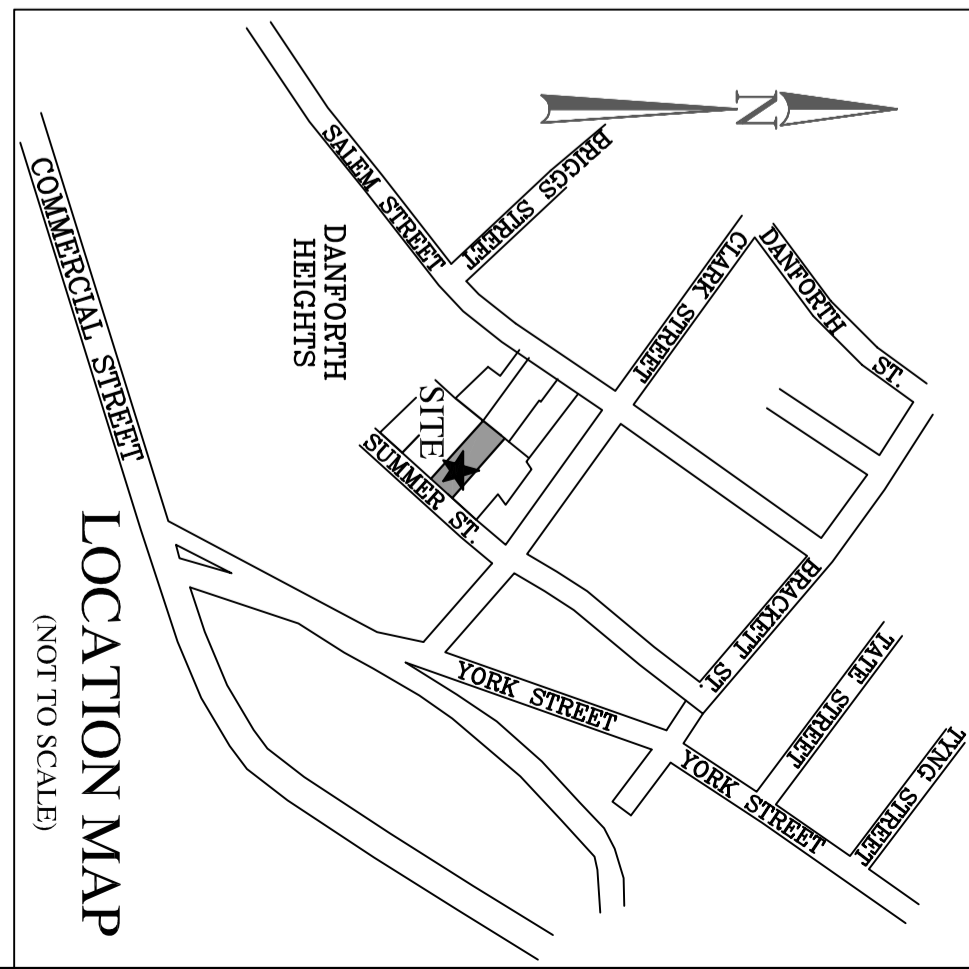 N
SALEM STREET
BRIGGS STREET
DANFORTH ST.
CLARK STREET
DANFORTH
HEIGHTS
COMMERCIAL STREET
SITE
SUMMER ST.
BRACKETT ST.
YORK STREET
TATE STREET
TYNG STREET
YORK STREET
LOCATION MAP
(NOT TO SCALE)